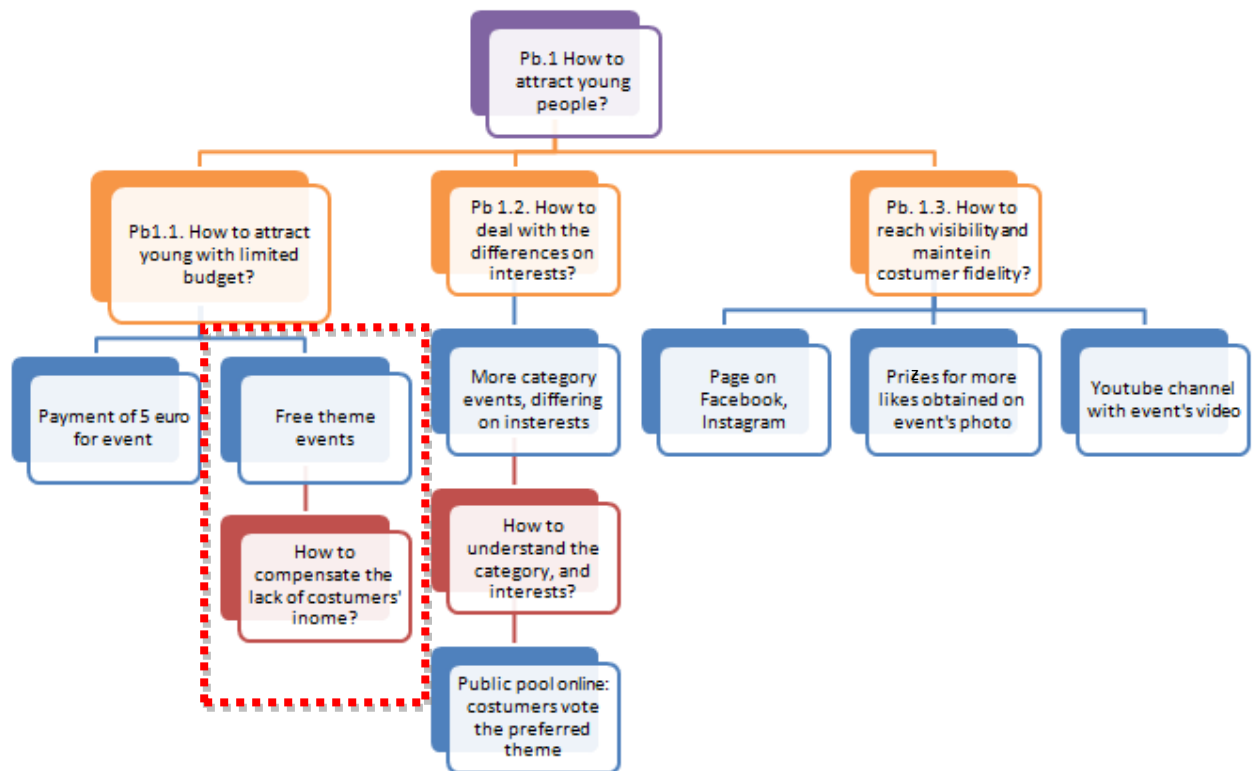 Pb.1 How to
attract young
people?
Pb1.1. How to attract
young with limited
budget?
Pb 1.2. How to
deal with the
differences on
interests?
Pb. 1.3. How to
reach visibility and
maintein
costumer fidelity?
Payment of 5 euro
for event
Free theme
events
More category
events, differing
on insterests
Page on
Facebook,
Instagram
Prizes for more
likes obtained on
event's photo
Youtube channel
with event's video
How to
compensate the
lack of costumers'
inome?
How to
understand the
category, and
interests?
Public pool online:
costumers vote
the preferred
theme